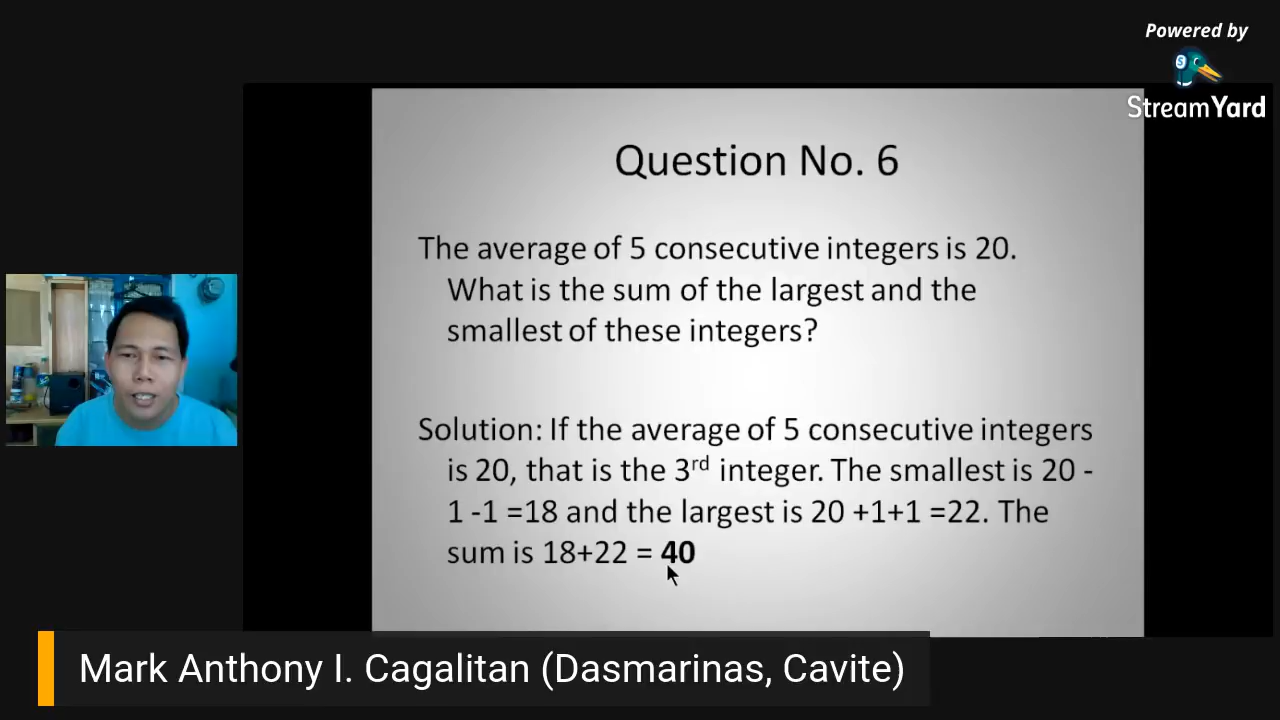 Powered by
StreamYard
Question No. 6
The average of 5 consecutive integers is 20.
What is the sum of the largest and the
smallest of these integers?
Solution: If the average of 5 consecutive integers
is 20, that is the 3rd integer. The smallest is 20 -
1 -1 =18 and the largest is 20 +1+1 =22. The
sum is 18+22 = 40
Mark Anthony I. Cagalitan (Dasmarinas, Cavite)